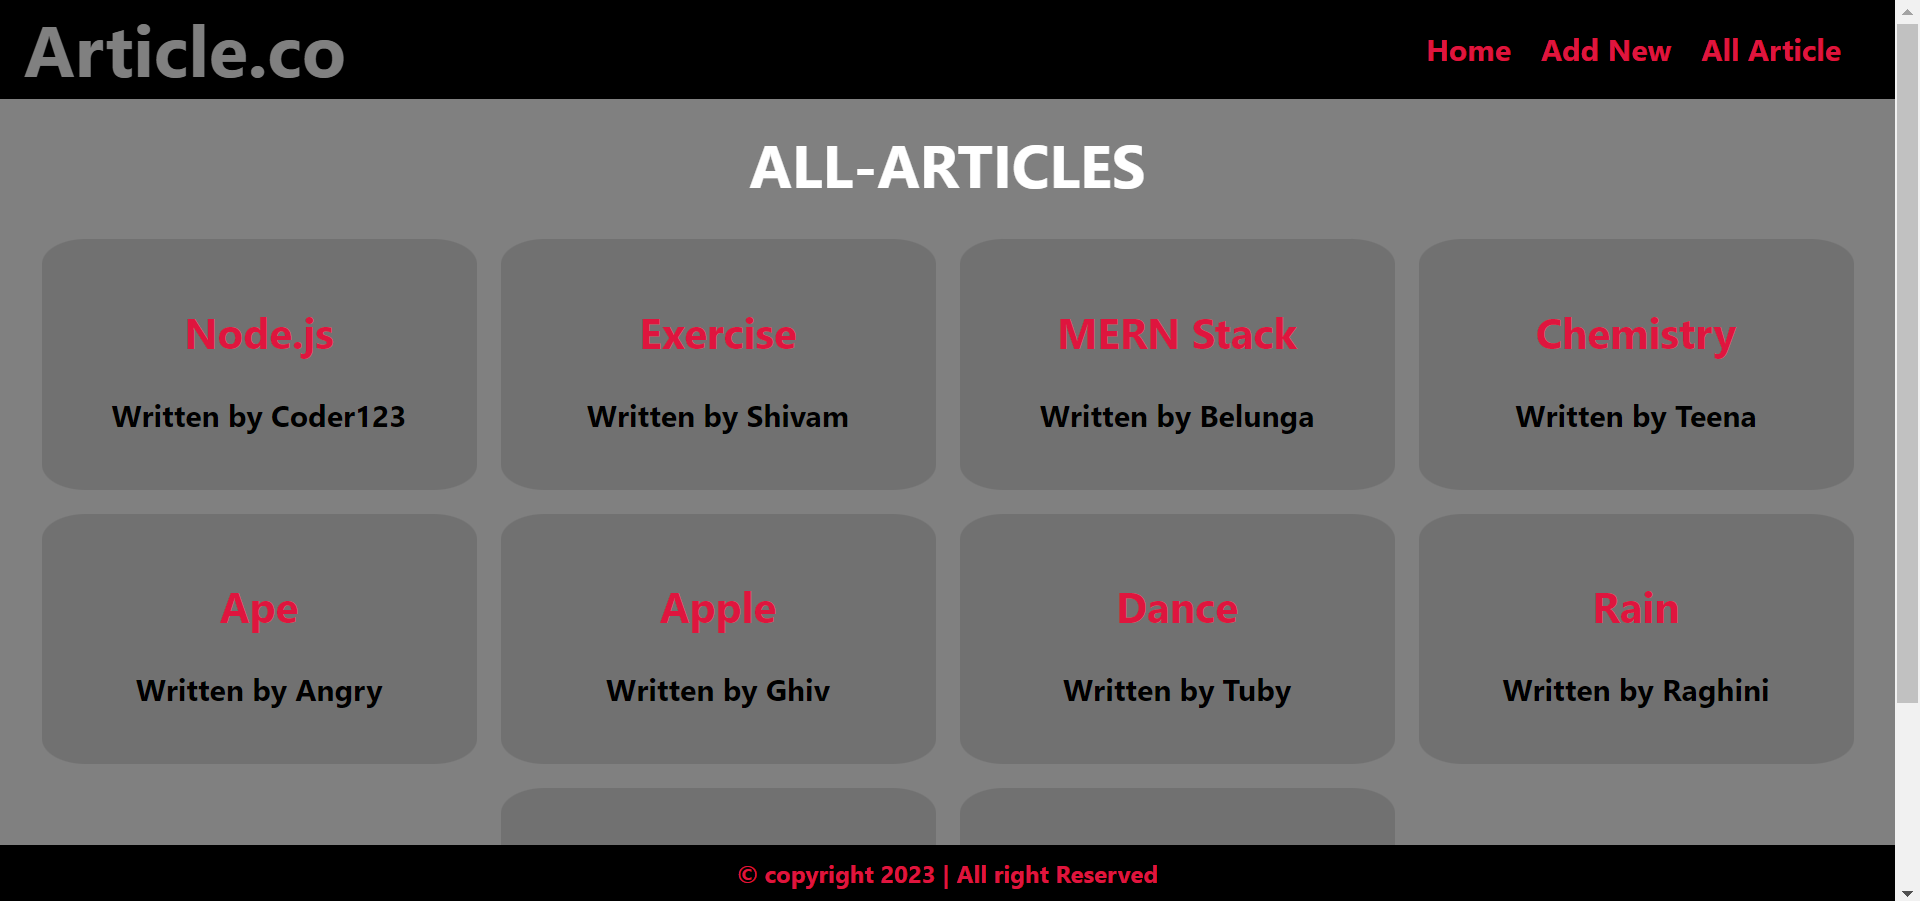 Article.co
Home Add New All Article
ALL-ARTICLES
Node.js
Written by Coder123
Exercise
Written by Shivam
MERN Stack
Written by Belunga
Chemistry
Written by Teena
Ape
Written by Angry
Apple
Written by Ghiv
Dance
Written by Tuby
Rain
Written by Raghini
© copyright 2023 | All right Reserved